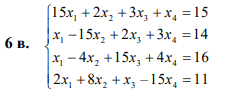 6 в.
15x₁ + 2x₂ + 3x₃ + x₄ = 15
x₁ − 15x₂ + 2x₃ + 3x₄ = 14
x₁ − 4x₂ + 15x₃ + 4x₄ = 16
2x₁ + 8x₂ + x₃ − 15x₄ = 11